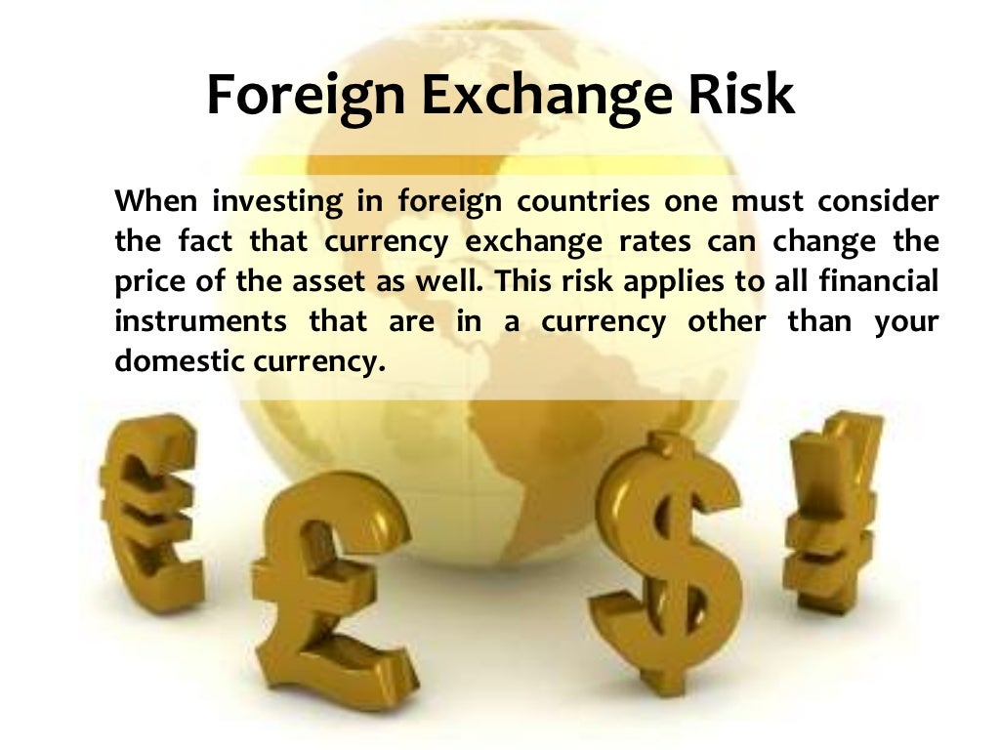 Foreign Exchange Risk
When investing in foreign countries one must consider
the fact that currency exchange rates can change the
price of the asset as well. This risk applies to all financial
instruments that are in a currency other than your
domestic currency.
€
£
$
¥